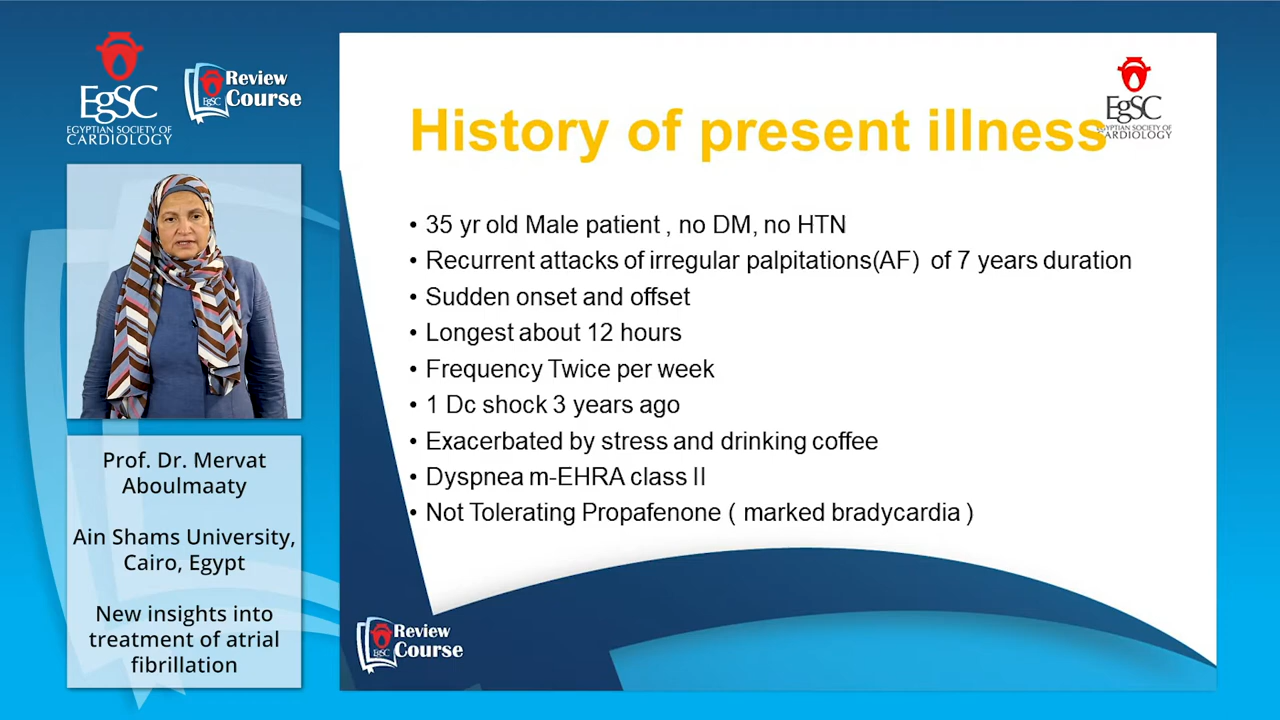 EgSC
EGYPTIAN SOCIETY OF
CARDIOLOGY
EgSC
Review
Course
EgSC
EGYPTIAN SOCIETY OF
CARDIOLOGY
History of present illness
• 35 yr old Male patient , no DM, no HTN
• Recurrent attacks of irregular palpitations(AF) of 7 years duration
• Sudden onset and offset
• Longest about 12 hours
• Frequency Twice per week
• 1 Dc shock 3 years ago
• Exacerbated by stress and drinking coffee
• Dyspnea m-EHRA class II
• Not Tolerating Propafenone ( marked bradycardia )
Prof. Dr. Mervat
Aboulmaaty
Ain Shams University,
Cairo, Egypt
New insights into
treatment of atrial
fibrillation
EgSC
Review
Course